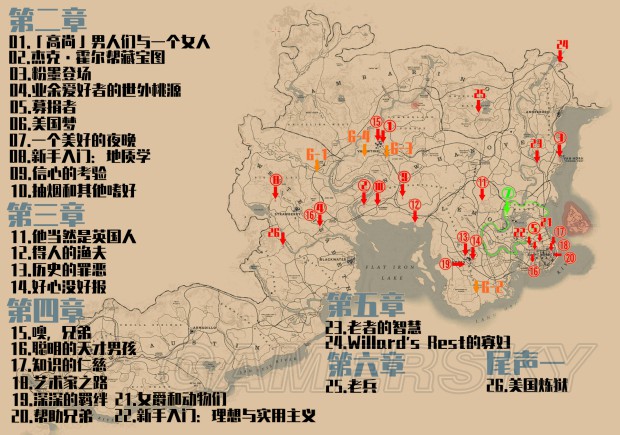 第二章
01.「高尚」男人们与一个女人
02.杰克·霍尔帮藏宝图
03.粉墨登场
04.业余爱好者的世外桃源
05.募捐者
06.美国梦
07.一个美好的夜晚
08.新手入门：地质学
09.信心的考验
10.抽烟和其他嗜好
第三章
11.他当然是英国人
12.得人的渔夫
13.历史的罪恶
14.好心没好报
第四章
15.噢，兄弟
16.聪明的天才男孩
17.知识的仁慈
18.艺术家之路
19.深深的羁绊 21.女爵和动物们
20.帮助兄弟 22.新手入门：理想与实用主义
第五章
23.老者的智慧
24.Willard's Rest的寡妇
第六章
25.老兵
尾声一
26.美国炼狱
24
25
3
24
15
1
G-4
G-3
G-1
8
2
10
9
11
7
16
4
12
26
22
5
21
17
18
20
16
13
14
19
G-2
STRAWBERRY
BLACKWATER
FLAT IRON
LAKE
ARMADILLO
GAMERSKY